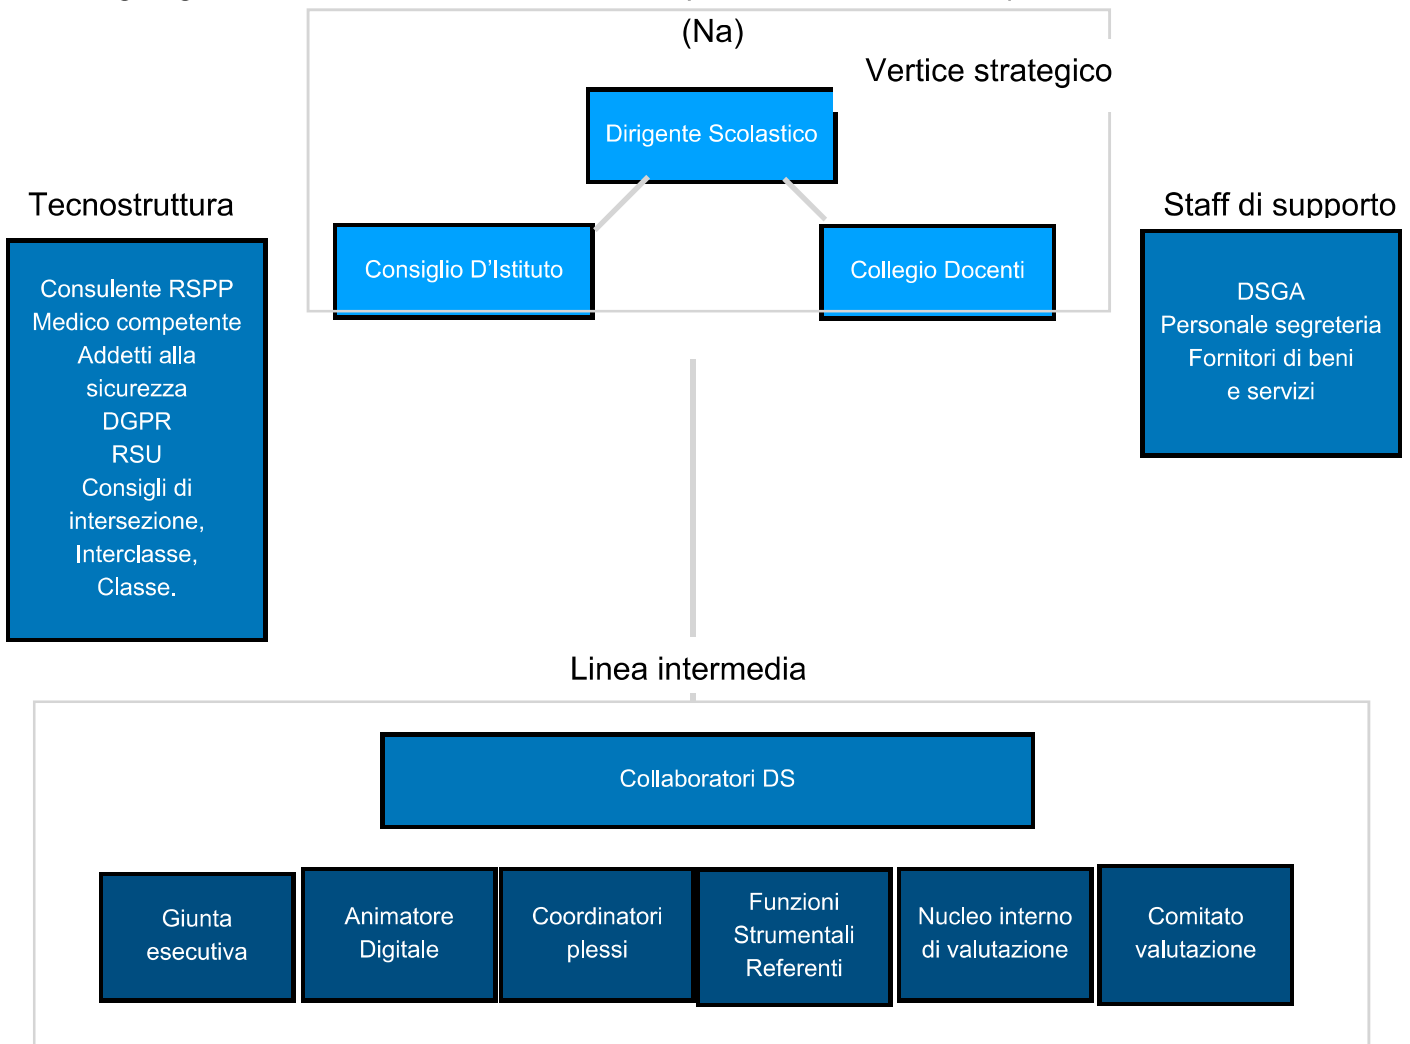 (Na)
Vertice strategico
Dirigente Scolastico
Consiglio D'Istituto
Collegio Docenti
Tecnostruttura
Consulente RSPP
Medico competente
Addetti alla
sicurezza
DGPR
RSU
Consigli di
intersezione,
Interclasse,
Classe.
Staff di supporto
DSGA
Personale segreteria
Fornitori di beni
e servizi
Linea intermedia
Collaboratori DS
Giunta
esecutiva
Animatore
Digitale
Coordinatori
plessi
Funzioni
Strumentali
Referenti
Nucleo interno
di valutazione
Comitato
valutazione